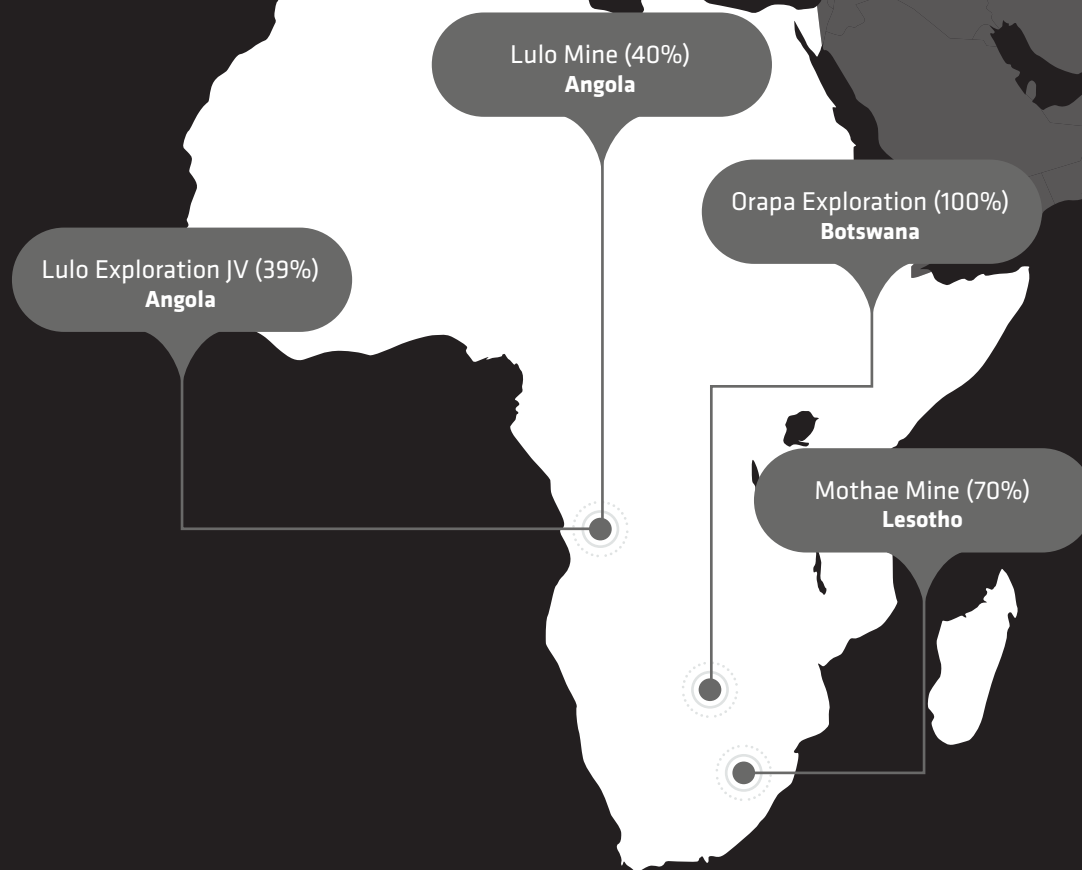 Lulo Mine (40%)
Angola
Orapa Exploration (100%)
Botswana
Lulo Exploration JV (39%)
Angola
Mothae Mine (70%)
Lesotho